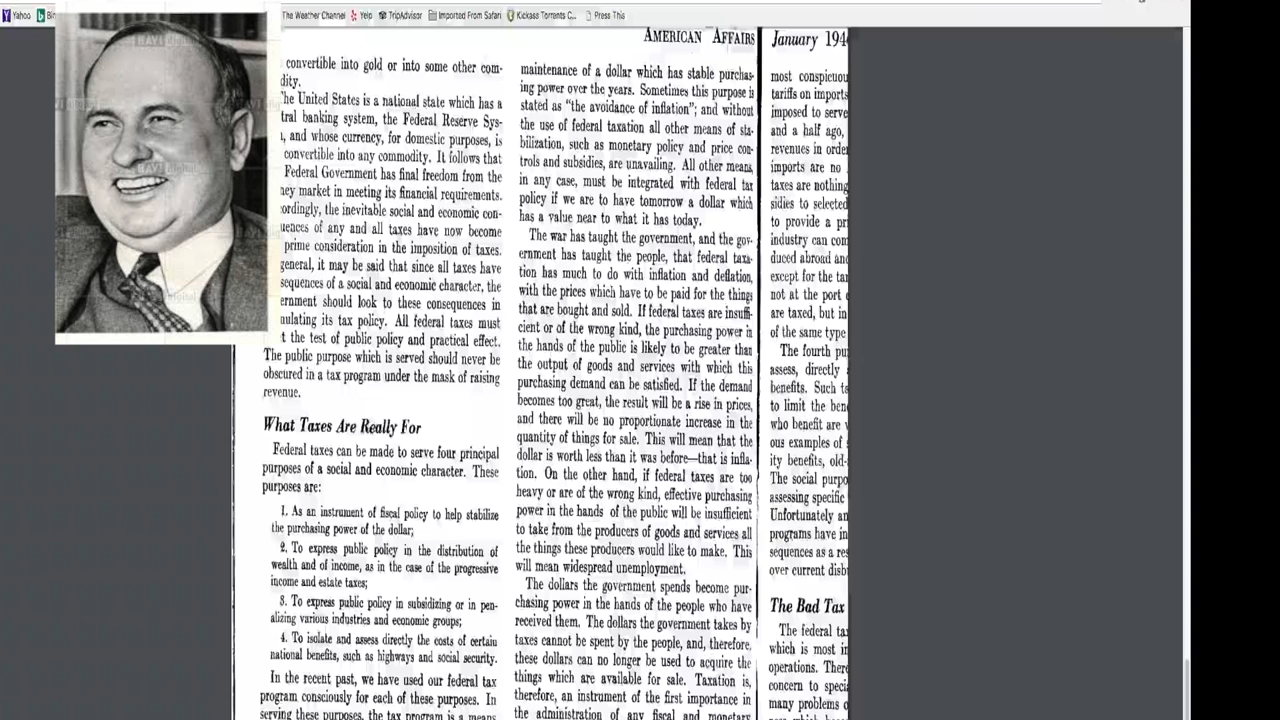 Yahoo
The Weather Channel
Yelp
TripAdvisor
Imported From Safari
Kickass Torrents C...
Press This
AMERICAN AFFAIRS
convertible into gold or into some other com-
dity.
The United States is a national state which has a
tral banking system, the Federal Reserve Sys-
, and whose currency, for domestic purposes, is
convertible into any commodity. It follows that
Federal Government has final freedom from the
ney market in meeting its financial requirements.
ordingly, the inevitable social and economic con-
uences of any and all taxes have now become
prime consideration in the imposition of taxes.
general, it may be said that since all taxes have
sequences of a social and economic character, the
ernment should look to these consequences in
mulating its tax policy. All federal taxes must
t the test of public policy and practical effect.
The public purpose which is served should never be
obscured in a tax program under the mask of raising
revenue.
What Taxes Are Really For
Federal taxes can be made to serve four principal
purposes of a social and economic character. These
purposes are:
1. As an instrument of fiscal policy to help stabilize
the purchasing power of the dollar;
2. To express public policy in the distribution of
wealth and of income, as in the case of the progressive
income and estate taxes;
3. To express public policy in subsidizing or in pen-
alizing various industries and economic groups;
4. To isolate and assess directly the costs of certain
national benefits, such as highways and social security.
In the recent past, we have used our federal tax
program consciously for each of these purposes. In
serving these purposes, the tax program is a means
maintenance of a dollar which has stable purchas-
ing power over the years. Sometimes this purpose is
stated as "the avoidance of inflation"; and without
the use of federal taxation all other means of sta-
bilization, such as monetary policy and price con-
trols and subsidies, are unavailing. All other means,
in any case, must be integrated with federal tax
policy if we are to have tomorrow a dollar which
has a value near to what it has today.
The war has taught the government, and the gov-
ernment has taught the people, that federal taxa-
tion has much to do with inflation and deflation,
with the prices which have to be paid for the things
that are bought and sold. If federal taxes are insuffi-
cient or of the wrong kind, the purchasing power in
the hands of the public is likely to be greater than
the output of goods and services with which this
purchasing demand can be satisfied. If the demand
becomes too great, the result will be a rise in prices,
and there will be no proportionate increase in the
quantity of things for sale. This will mean that the
dollar is worth less than it was before—that is infla-
tion. On the other hand, if federal taxes are too
heavy or are of the wrong kind, effective purchasing
power in the hands of the public will be insufficient
to take from the producers of goods and services all
the things these producers would like to make. This
will mean widespread unemployment.
The dollars the government spends become pur-
chasing power in the hands of the people who have
received them. The dollars the government takes by
taxes cannot be spent by the people, and, therefore,
these dollars can no longer be used to acquire the
things which are available for sale. Taxation is,
therefore, an instrument of the first importance in
the administration of any fiscal and monetary
January 194
most conspicuou
tariffs on imports
imposed to serve
and a half ago,
revenues in order
imports are no
taxes are nothing
sidies to selected
to provide a pri
industry can com
duced abroad and
except for the tar
not at the port o
are taxed, but in
of the same type
The fourth pu
assess, directly
benefits. Such ta
to limit the bene
who benefit are
ous examples of
ity benefits, old-
The social purpo
assessing specific
Unfortunately an
programs have in
sequences as a res
over current disb
The Bad Tax
The federal tax
which is most in
operations. There
concern to speci
many problems o